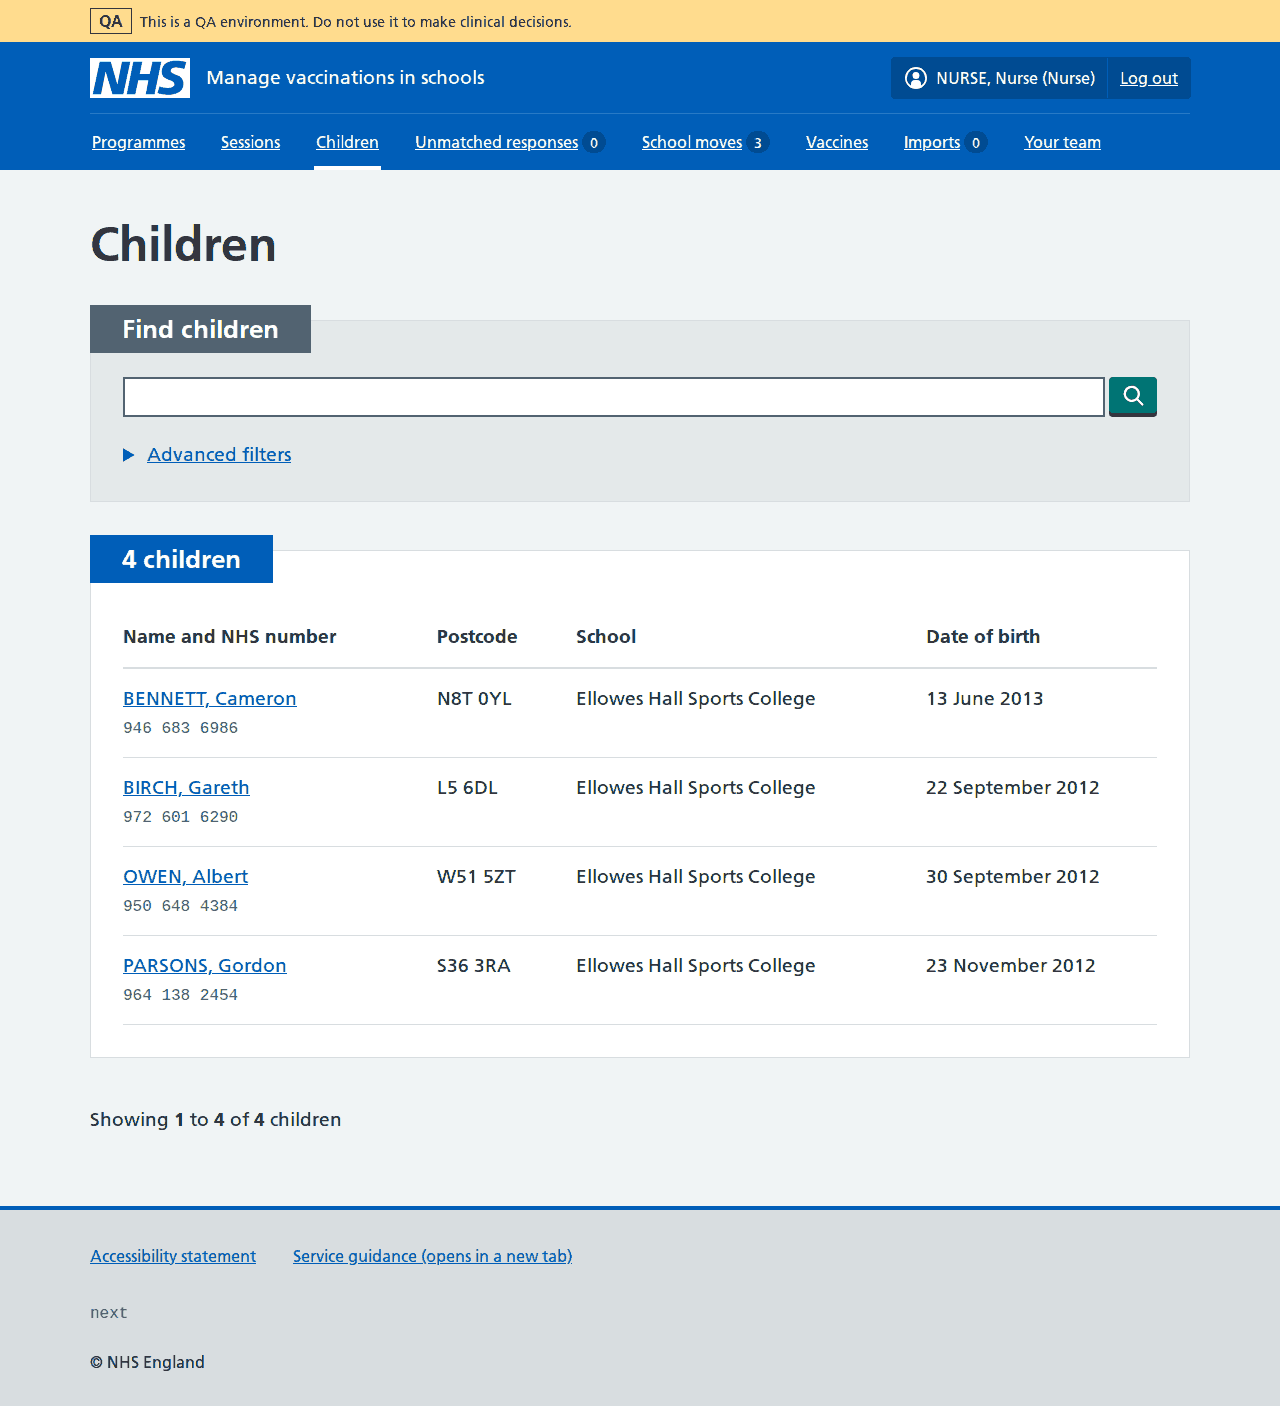 QA This is a QA environment. Do not use it to make clinical decisions.
NHS Manage vaccinations in schools NURSE, Nurse (Nurse) Log out
Programmes Sessions Children Unmatched responses 0 School moves 3 Vaccines Imports 0 Your team
Children
Find children
Advanced filters
4 children
Name and NHS number Postcode School Date of birth
BENNETT, Cameron N8T 0YL Ellowes Hall Sports College 13 June 2013
946 683 6986
BIRCH, Gareth L5 6DL Ellowes Hall Sports College 22 September 2012
972 601 6290
OWEN, Albert W51 5ZT Ellowes Hall Sports College 30 September 2012
950 648 4384
PARSONS, Gordon S36 3RA Ellowes Hall Sports College 23 November 2012
964 138 2454
Showing 1 to 4 of 4 children
Accessibility statement Service guidance (opens in a new tab)
next
© NHS England